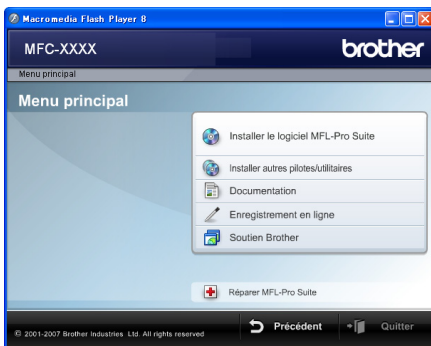 Macromedia Flash Player 8
MFC-XXXX
brother
Menu principal
Menu principal
Installer le logiciel MFL-Pro Suite
Installer autres pilotes/utilitaires
Documentation
Enregistrement en ligne
Soutien Brother
Réparer MFL-Pro Suite
© 2001-2007 Brother Industries Ltd. All rights reserved
Précédent
Quitter